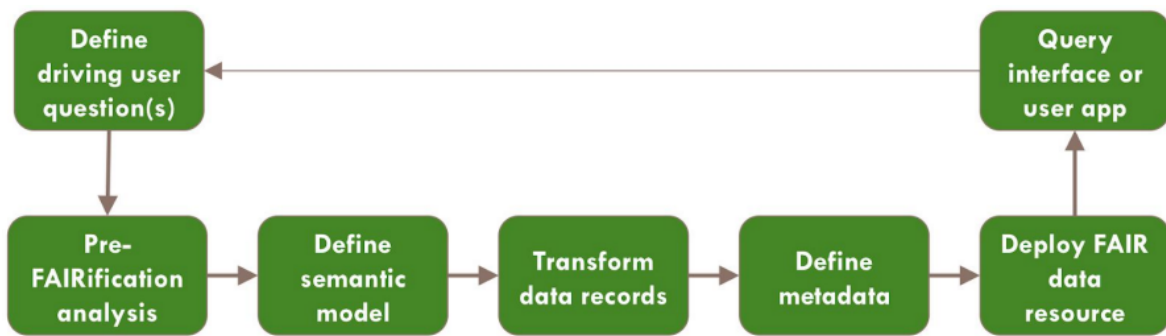 Define
driving user
question(s)
Query
interface or
user app
Pre-
FAIRification
analysis
Define
semantic
model
Transform
data records
Define
metadata
Deploy FAIR
data
resource